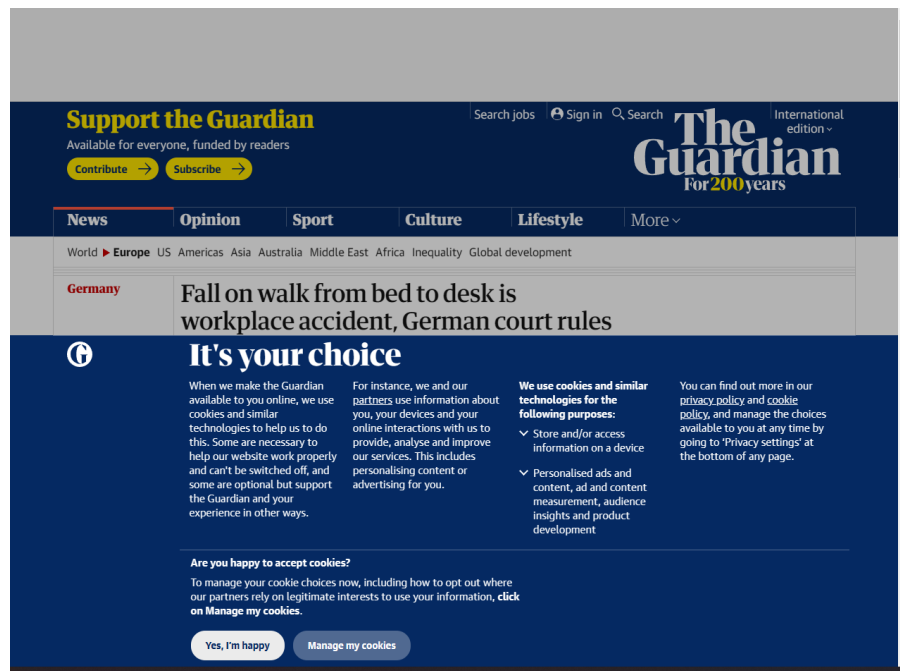 Support the Guardian
Available for everyone, funded by readers
Contribute →
Subscribe →
Search jobs
Sign in
Search
International
edition
The
Guardian
For 200 years
News
Opinion
Sport
Culture
Lifestyle
More
World
Europe
US
Americas
Asia
Australia
Middle East
Africa
Inequality
Global development
Germany
Fall on walk from bed to desk is
workplace accident, German court rules
It's your choice
When we make the Guardian
available to you online, we use
cookies and similar
technologies to help us to do
this. Some are necessary to
help our website work properly
and can't be switched off, and
some are optional but support
the Guardian and your
experience in other ways.
For instance, we and our
partners use information about
you, your devices and your
online interactions with us to
provide, analyse and improve
our services. This includes
personalising content or
advertising for you.
We use cookies and similar
technologies for the
following purposes:
Store and/or access
information on a device
Personalised ads and
content, ad and content
measurement, audience
insights and product
development
You can find out more in our
privacy policy and cookie
policy, and manage the choices
available to you at any time by
going to ‘Privacy settings’ at
the bottom of any page.
Are you happy to accept cookies?
To manage your cookie choices now, including how to opt out where
our partners rely on legitimate interests to use your information, click
on Manage my cookies.
Yes, I’m happy
Manage my cookies